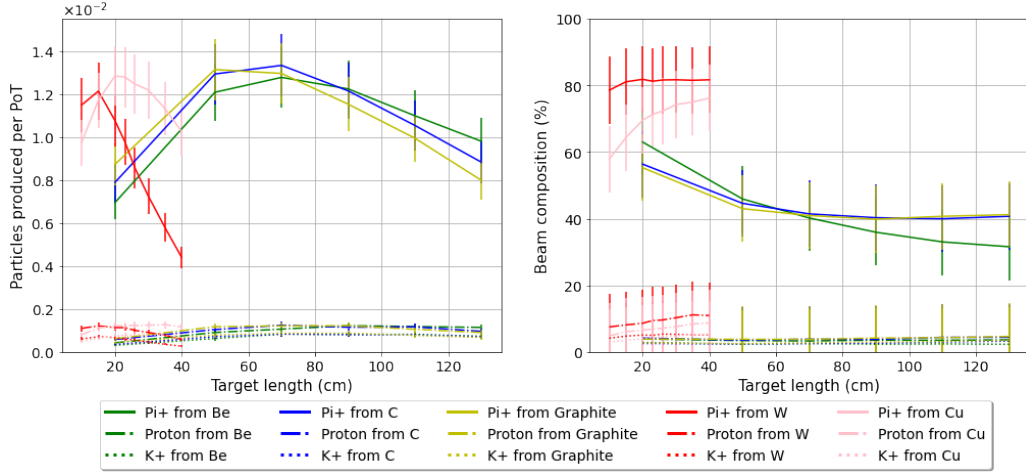 ×10⁻²
1.4
1.2
1.0
0.8
0.6
0.4
0.2
0.0
Particles produced per PoT
20 40 60 80 100 120
Target length (cm)
100
80
60
40
20
0
Beam composition (%)
0 20 40 60 80 100 120
Target length (cm)
Pi+ from Be Pi+ from C Pi+ from Graphite Pi+ from W Pi+ from Cu
Proton from Be Proton from C Proton from Graphite Proton from W Proton from Cu
K+ from Be K+ from C K+ from Graphite K+ from W K+ from Cu